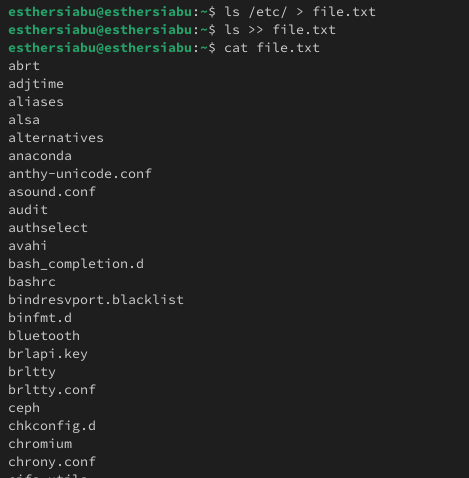 esthersiabu@esthersiabu:~$ ls /etc/ > file.txt
esthersiabu@esthersiabu:~$ ls >> file.txt
esthersiabu@esthersiabu:~$ cat file.txt
abrt
adjtime
aliases
alsa
alternatives
anaconda
anthy-unicode.conf
asound.conf
audit
authselect
avahi
bash_completion.d
bashrc
bindresvport.blacklist
binfmt.d
bluetooth
brlapi.key
brltty
brltty.conf
ceph
chkconfig.d
chromium
chrony.conf